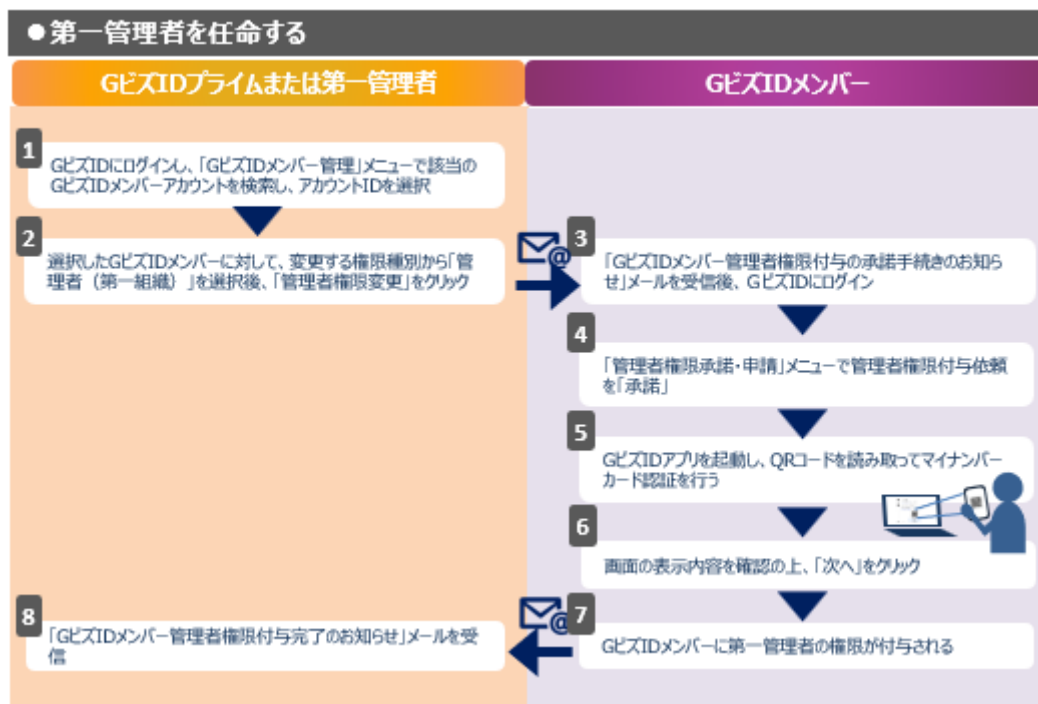 ●第一管理者を任命する
GビズIDプライムまたは第一管理者
GビズIDメンバー
1
GビズIDにログインし、「GビズIDメンバー管理」メニューで該当の
GビズIDメンバーアカウントを検索し、アカウントIDを選択
2
選択したGビズIDメンバーに対して、変更する権限種別から「管
理者（第一組織）」を選択後、「管理者権限変更」をクリック
@
3
「GビズIDメンバー管理者権限付与の承諾手続きのお知ら
せ」メールを受信後、GビズIDにログイン
4
「管理者権限承諾・申請」メニューで管理者権限付与依頼
を「承諾」
5
GビズIDアプリを起動し、QRコードを読み取ってマイナンバー
カード認証を行う
6
画面の表示内容を確認の上、「次へ」をクリック
@
7
GビズIDメンバーに第一管理者の権限が付与される
8
「GビズIDメンバー管理者権限付与完了のお知らせ」メールを受
信